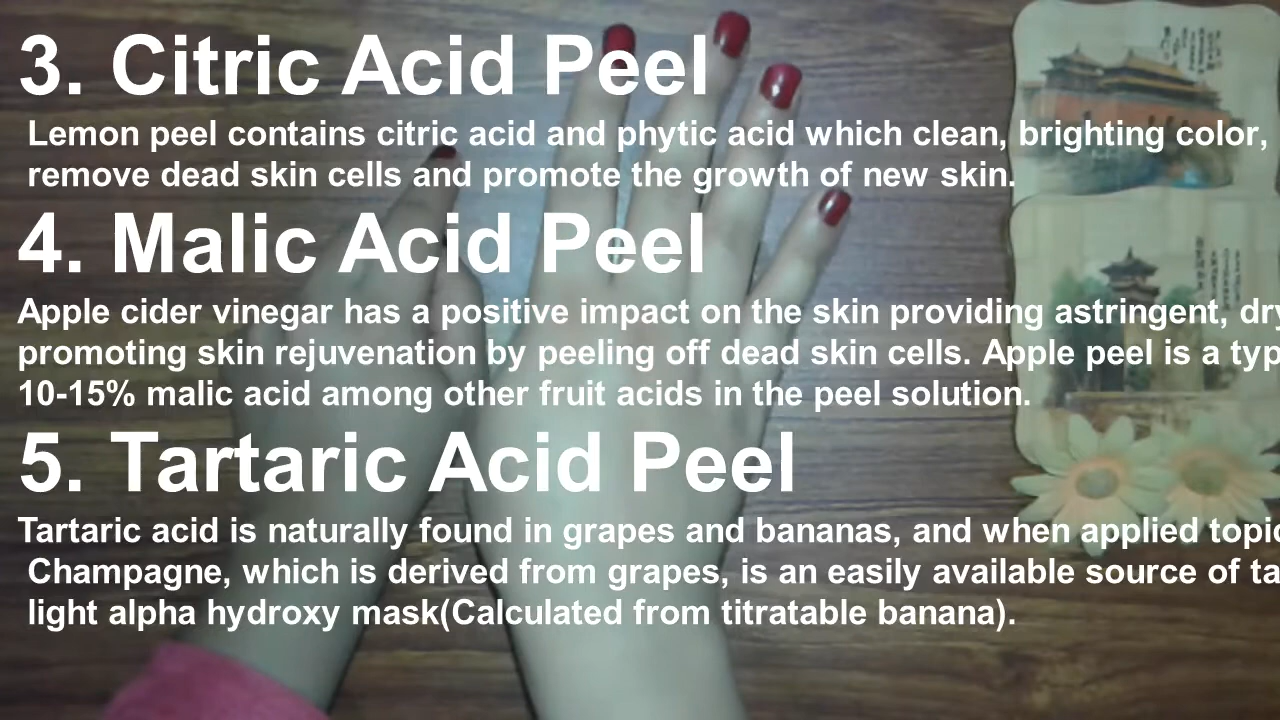 3. Citric Acid Peel
Lemon peel contains citric acid and phytic acid which clean, brighting color,
remove dead skin cells and promote the growth of new skin.
4. Malic Acid Peel
Apple cider vinegar has a positive impact on the skin providing astringent,
promoting skin rejuvenation by peeling off dead skin cells. Apple peel is a
10-15% malic acid among other fruit acids in the peel solution.
5. Tartaric Acid Peel
Tartaric acid is naturally found in grapes and bananas, and when applied
Champagne, which is derived from grapes, is an easily available source of
light alpha hydroxy mask(Calculated from titratable banana).